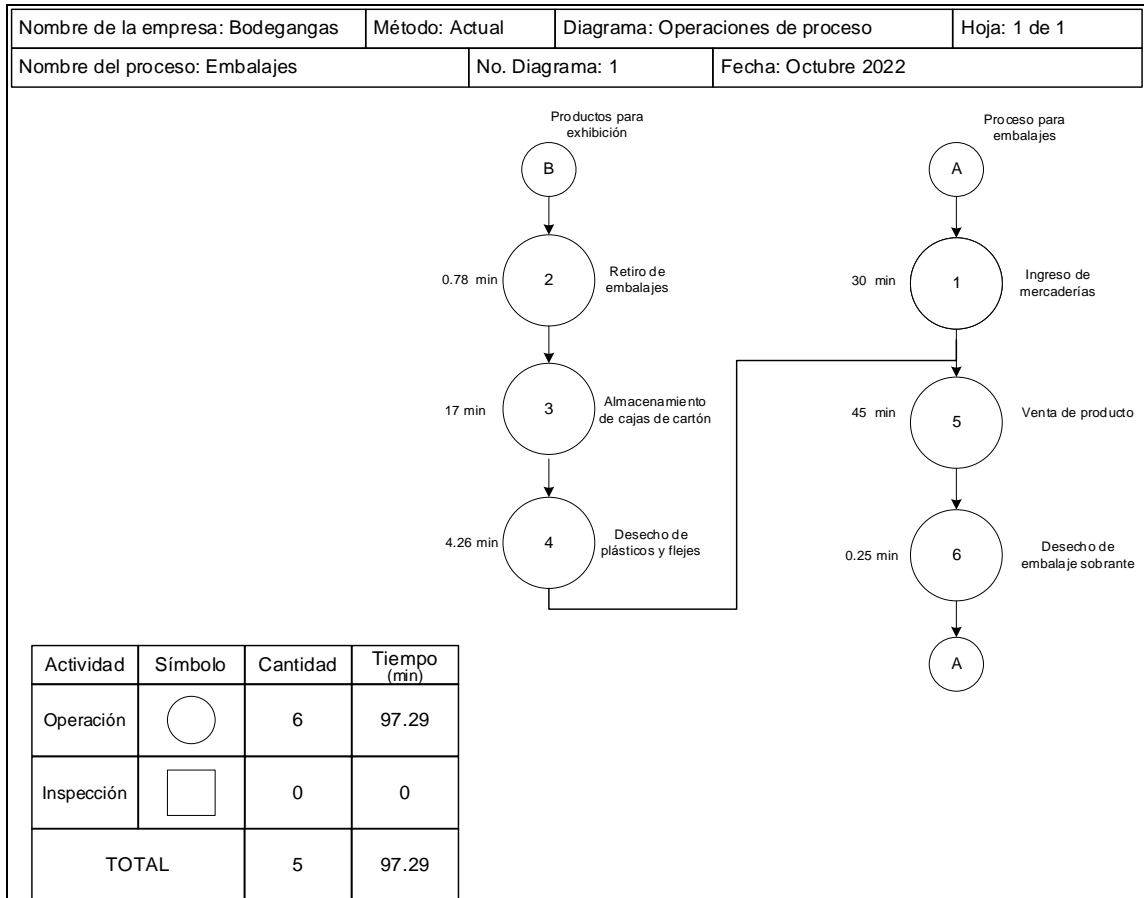 Nombre de la empresa: Bodegangas
Método: Actual
Diagrama: Operaciones de proceso
Hoja: 1 de 1
Nombre del proceso: Embalajes
No. Diagrama: 1
Fecha: Octubre 2022
Productos para
exhibición
B
0.78 min
2
Retiro de
embalajes
17 min
3
Almacenamiento
de cajas de cartón
4.26 min
4
Desecho de
plásticos y flejes
Proceso para
embalajes
A
30 min
1
Ingreso de
mercaderías
45 min
5
Venta de producto
0.25 min
6
Desecho de
embalaje sobrante
A
Actividad
Símbolo
Cantidad
Tiempo
(min)
Operación
6
97.29
Inspección
0
0
TOTAL
5
97.29